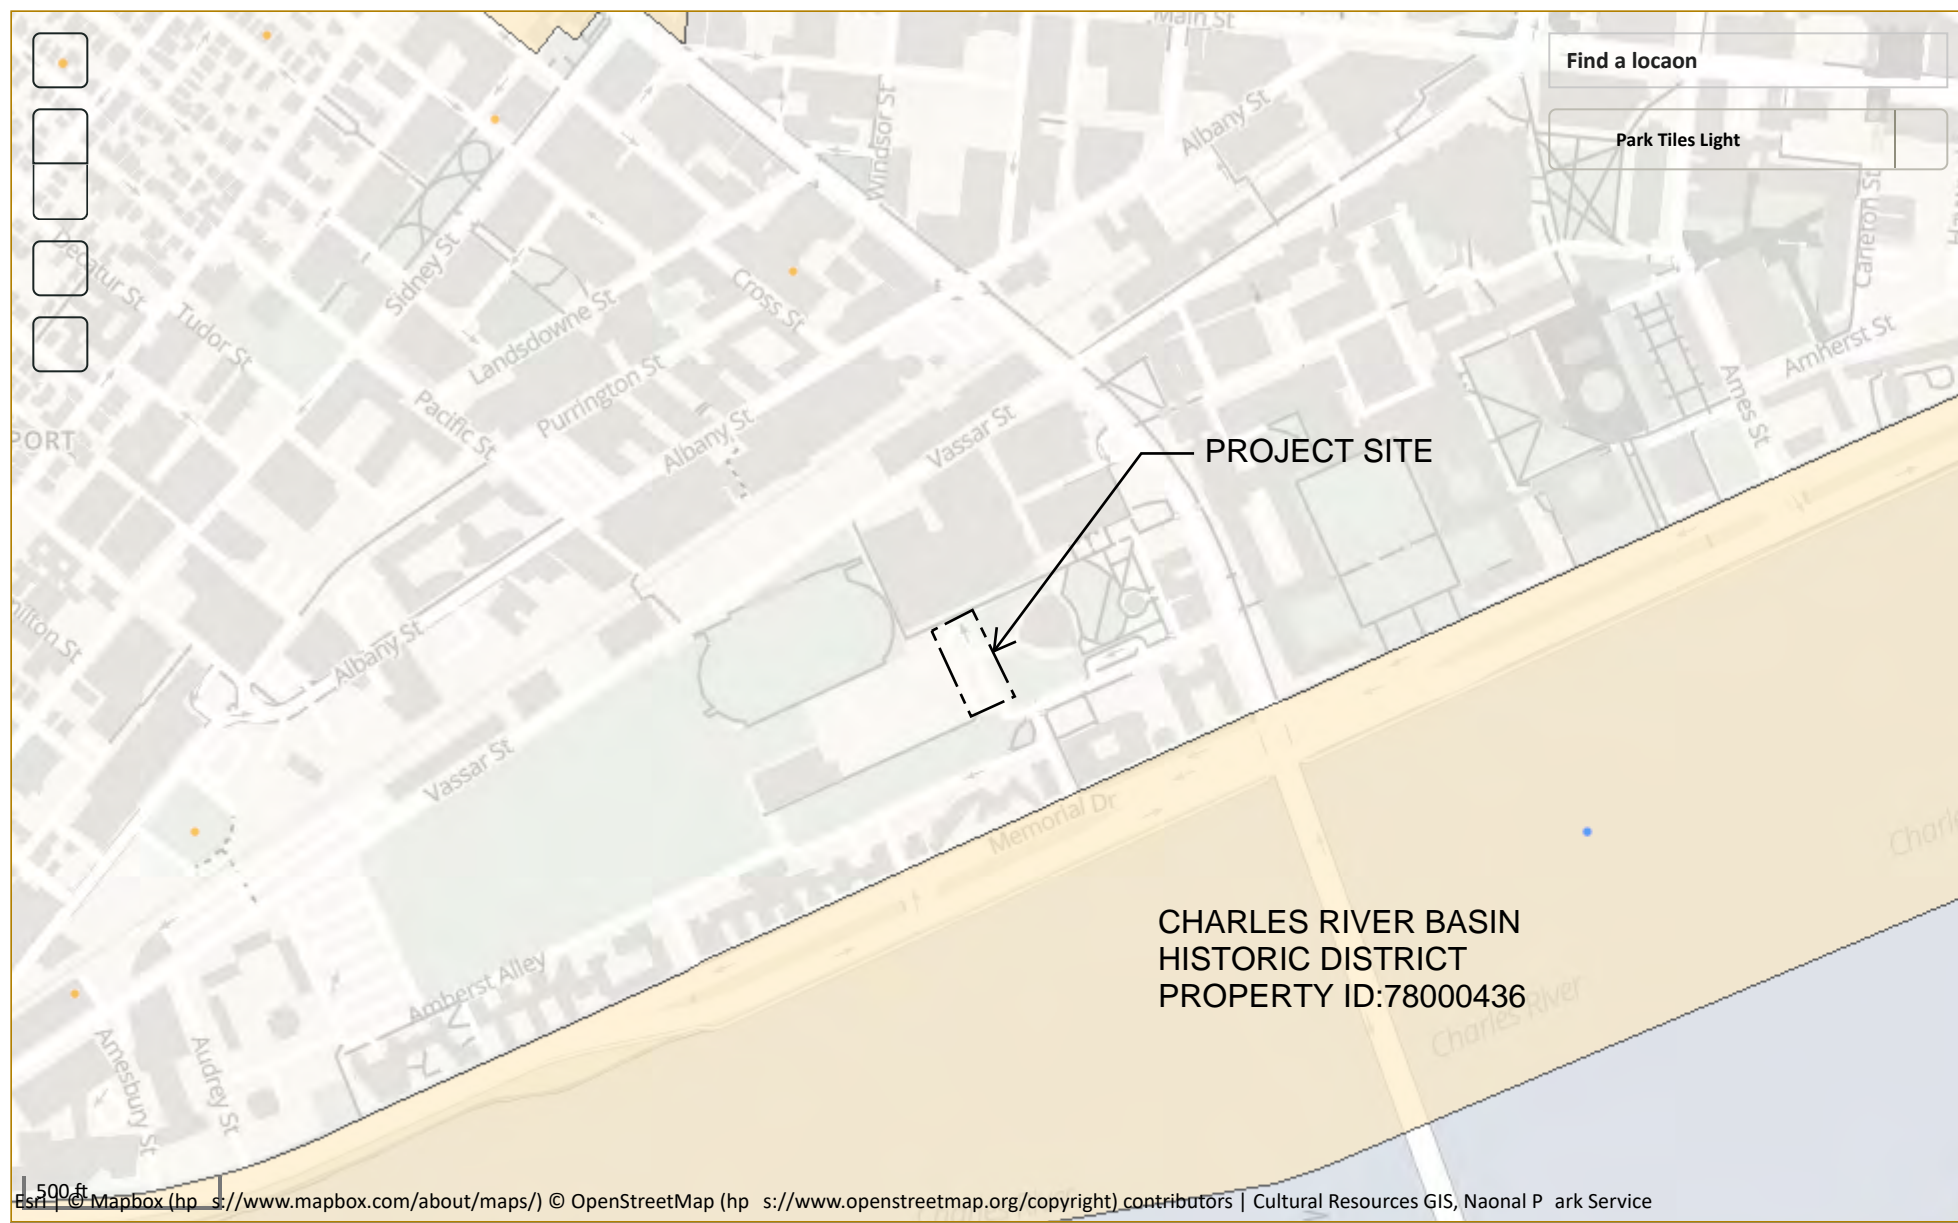 Main St
Find a locaon
Park Tiles Light
Windsor St
Albany St
Carleton St
Decatur St
Sidney St
Tudor St
Landsdowne St
Cross St
Amherst St
Purrington St
Pacific St
Albany St
Vassar St
Ames St
PORT
PROJECT SITE
Albany St
Vassar St
Memorial Dr
CHARLES RIVER BASIN
HISTORIC DISTRICT
PROPERTY ID:78000436
Charles River
Amherst Alley
Amesbury St
Audrey St
500 ft
Esri | © Mapbox (hp s://www.mapbox.com/about/maps/) © OpenStreetMap (hp s://www.openstreetmap.org/copyright) contributors | Cultural Resources GIS, Naonal P ark Service